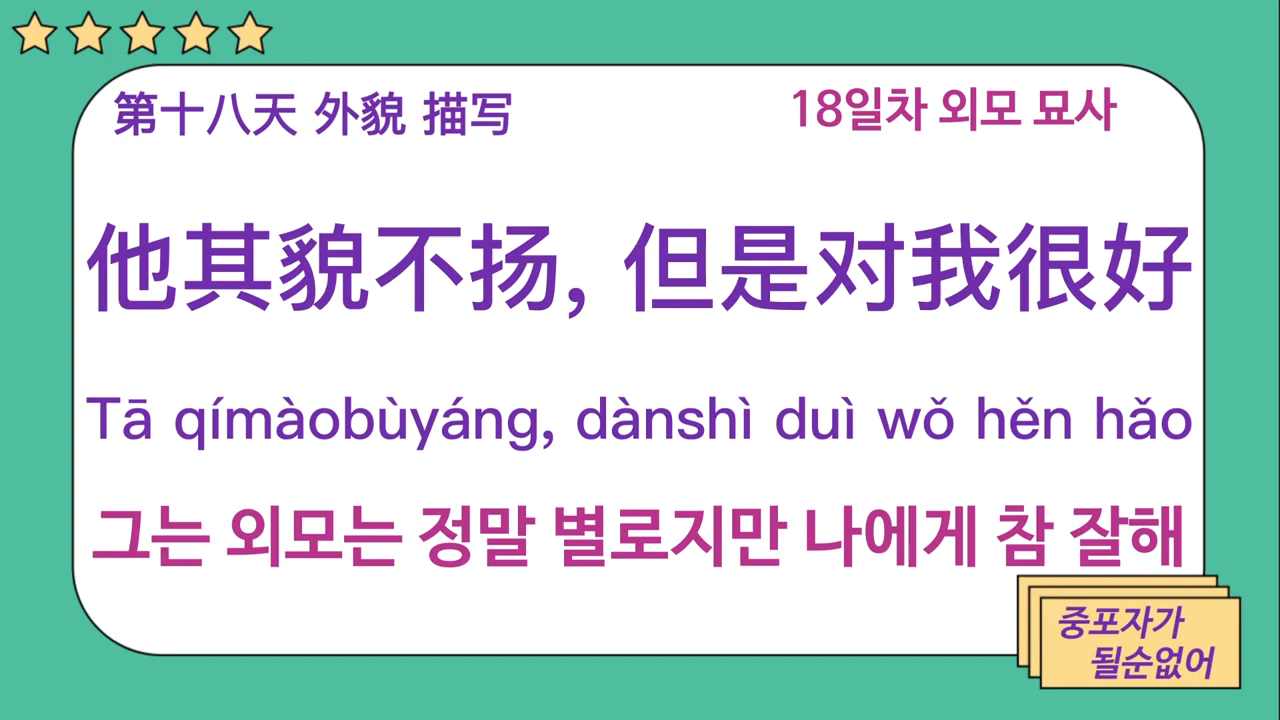 第十八天 外貌 描写
18일차 외모 묘사
他其貌不扬, 但是对我很好
Tā qímàobùyáng, dànshì duì wǒ hěn hǎo
그는 외모는 정말 별로지만 나에게 참 잘해
중포자가
될순없어